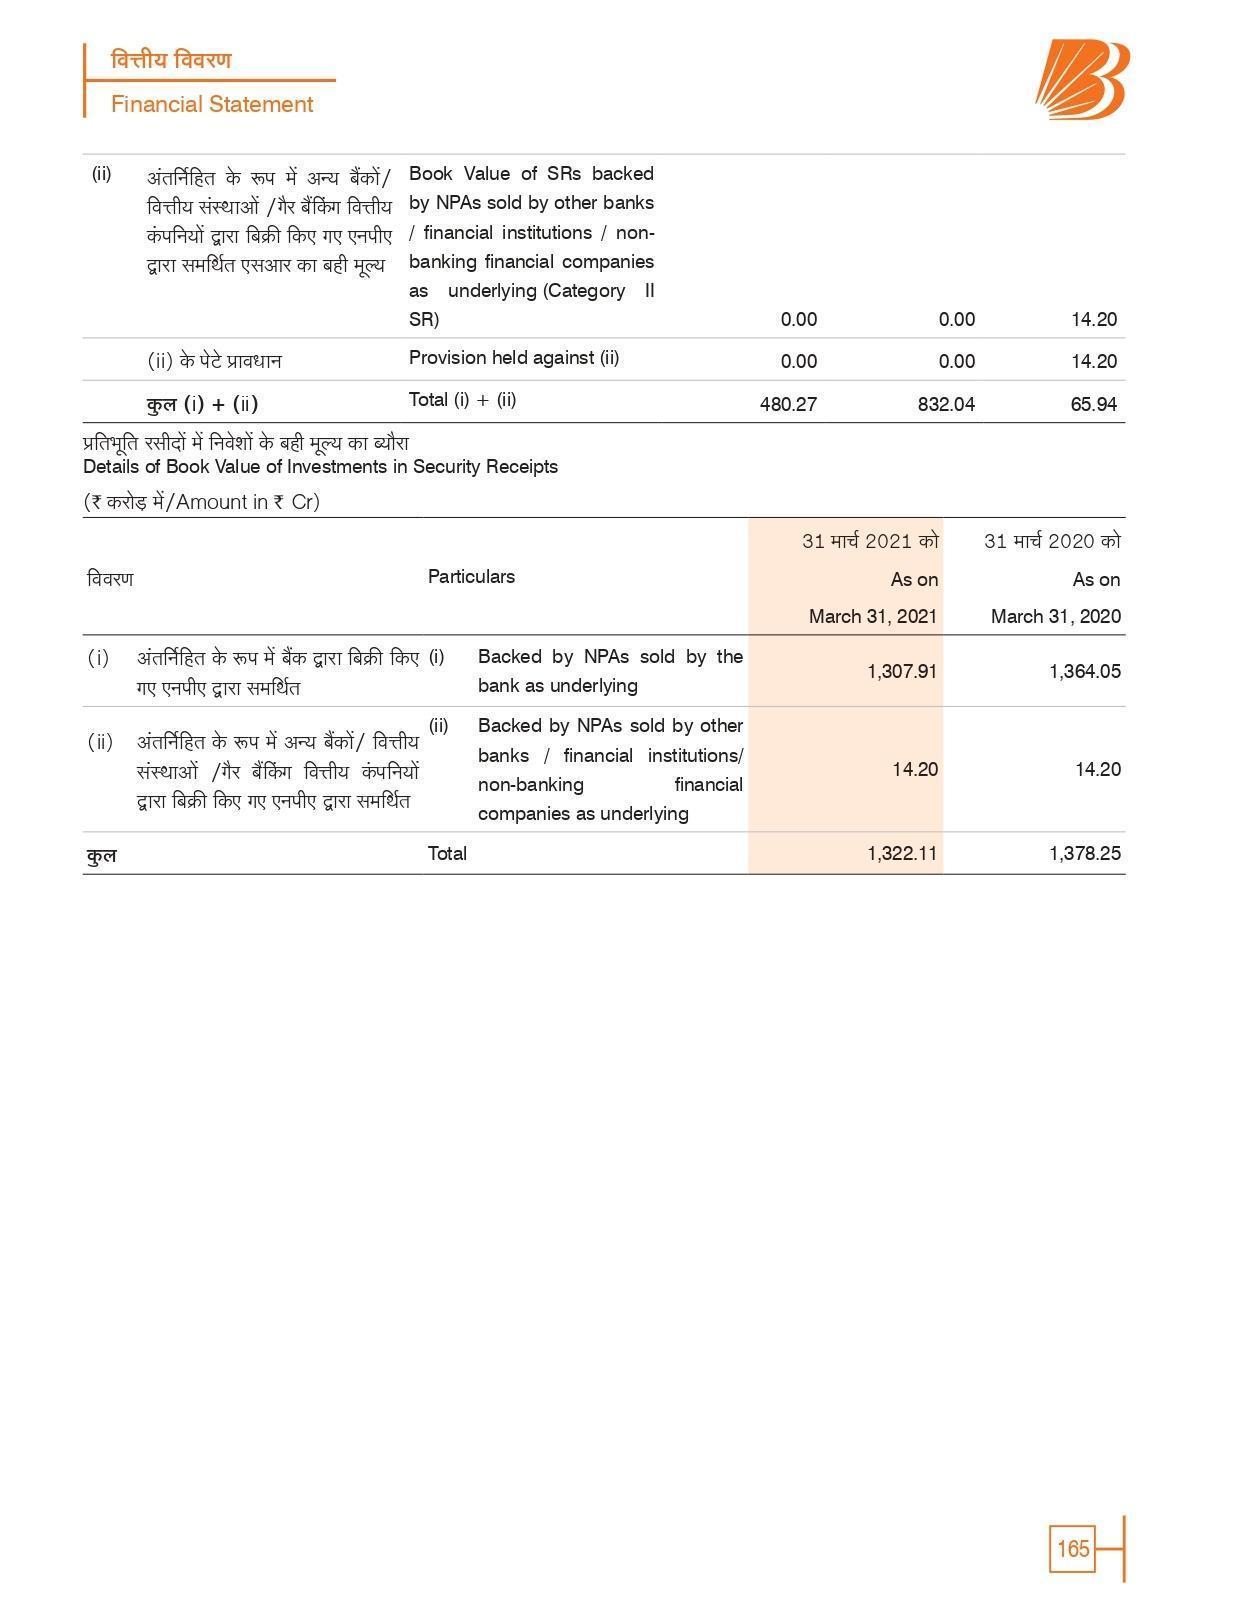 वित्तीय विवरण
Financial Statement
(ii) अंतर्निहित के रूप में अन्य बैंकों/ Book Value of SRs backed
वित्तीय संस्थाओं /गैर बैंकिंग वित्तीय by NPAs sold by other banks
कंपनियों द्वारा बिक्री किए गए एनपीए / financial institutions / non-
द्वारा समर्थित एसआर का बही मूल्य banking financial companies
as underlying (Category II
SR) 0.00 0.00 14.20
(ii) के पेटे प्रावधान Provision held against (ii) 0.00 0.00 14.20
कुल (i) + (ii) Total (i) + (ii) 480.27 832.04 65.94
प्रतिभूति रसीदों में निवेशों के बही मूल्य का ब्यौरा
Details of Book Value of Investments in Security Receipts
(₹ करोड़ में/Amount in ₹ Cr)
31 मार्च 2021 को 31 मार्च 2020 को
विवरण Particulars As on As on
March 31, 2021 March 31, 2020
(i) अंतर्निहित के रूप में बैंक द्वारा बिक्री किए (i) Backed by NPAs sold by the
गए एनपीए द्वारा समर्थित bank as underlying 1,307.91 1,364.05
(ii) अंतर्निहित के रूप में अन्य बैंकों/ वित्तीय (ii) Backed by NPAs sold by other
संस्थाओं /गैर बैंकिंग वित्तीय कंपनियों banks / financial institutions/
द्वारा बिक्री किए गए एनपीए द्वारा समर्थित non-banking financial 14.20 14.20
companies as underlying
कुल Total 1,322.11 1,378.25
165